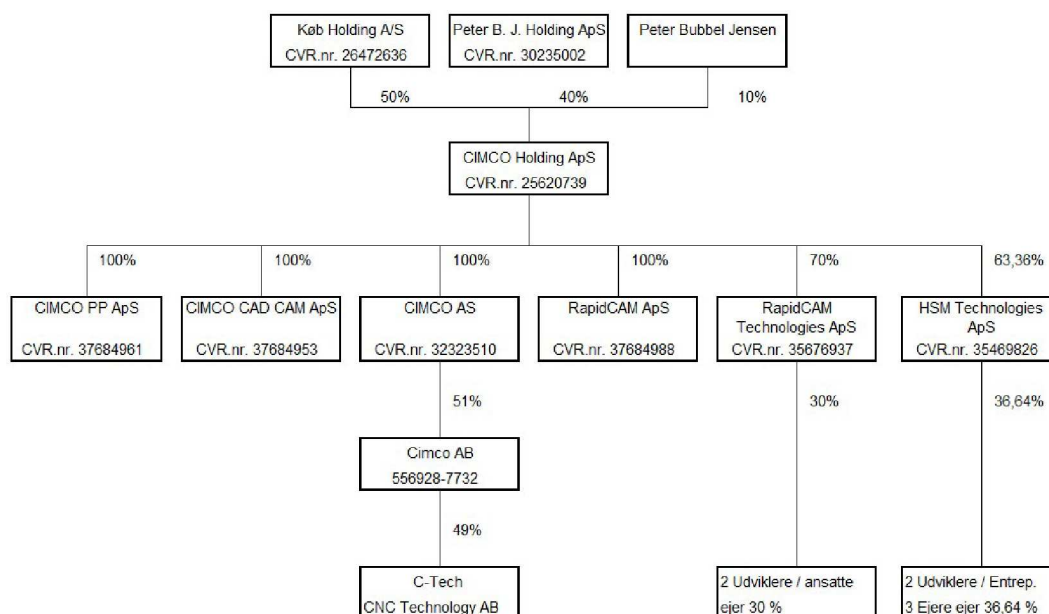 Køb Holding A/S
CVR.nr. 26472636
Peter B. J. Holding ApS
CVR.nr. 30235002
Peter Bubbel Jensen
50%
40%
10%
CIMCO Holding ApS
CVR.nr. 25620739
100%
100%
100%
100%
70%
63,36%
CIMCO PP ApS
CVR.nr. 37684961
CIMCO CAD CAM ApS
CVR.nr. 37684953
CIMCO AS
CVR.nr. 32323510
RapidCAM ApS
CVR.nr. 37684988
RapidCAM
Technologies ApS
CVR.nr. 35676937
HSM Technologies
ApS
CVR.nr. 35469826
51%
30%
36,64%
Cimco AB
556928-7732
49%
C-Tech
CNC Technology AB
2 Udviklere / ansatte
ejer 30 %
2 Udviklere / Entrep.
3 Ejere ejer 36,64 %